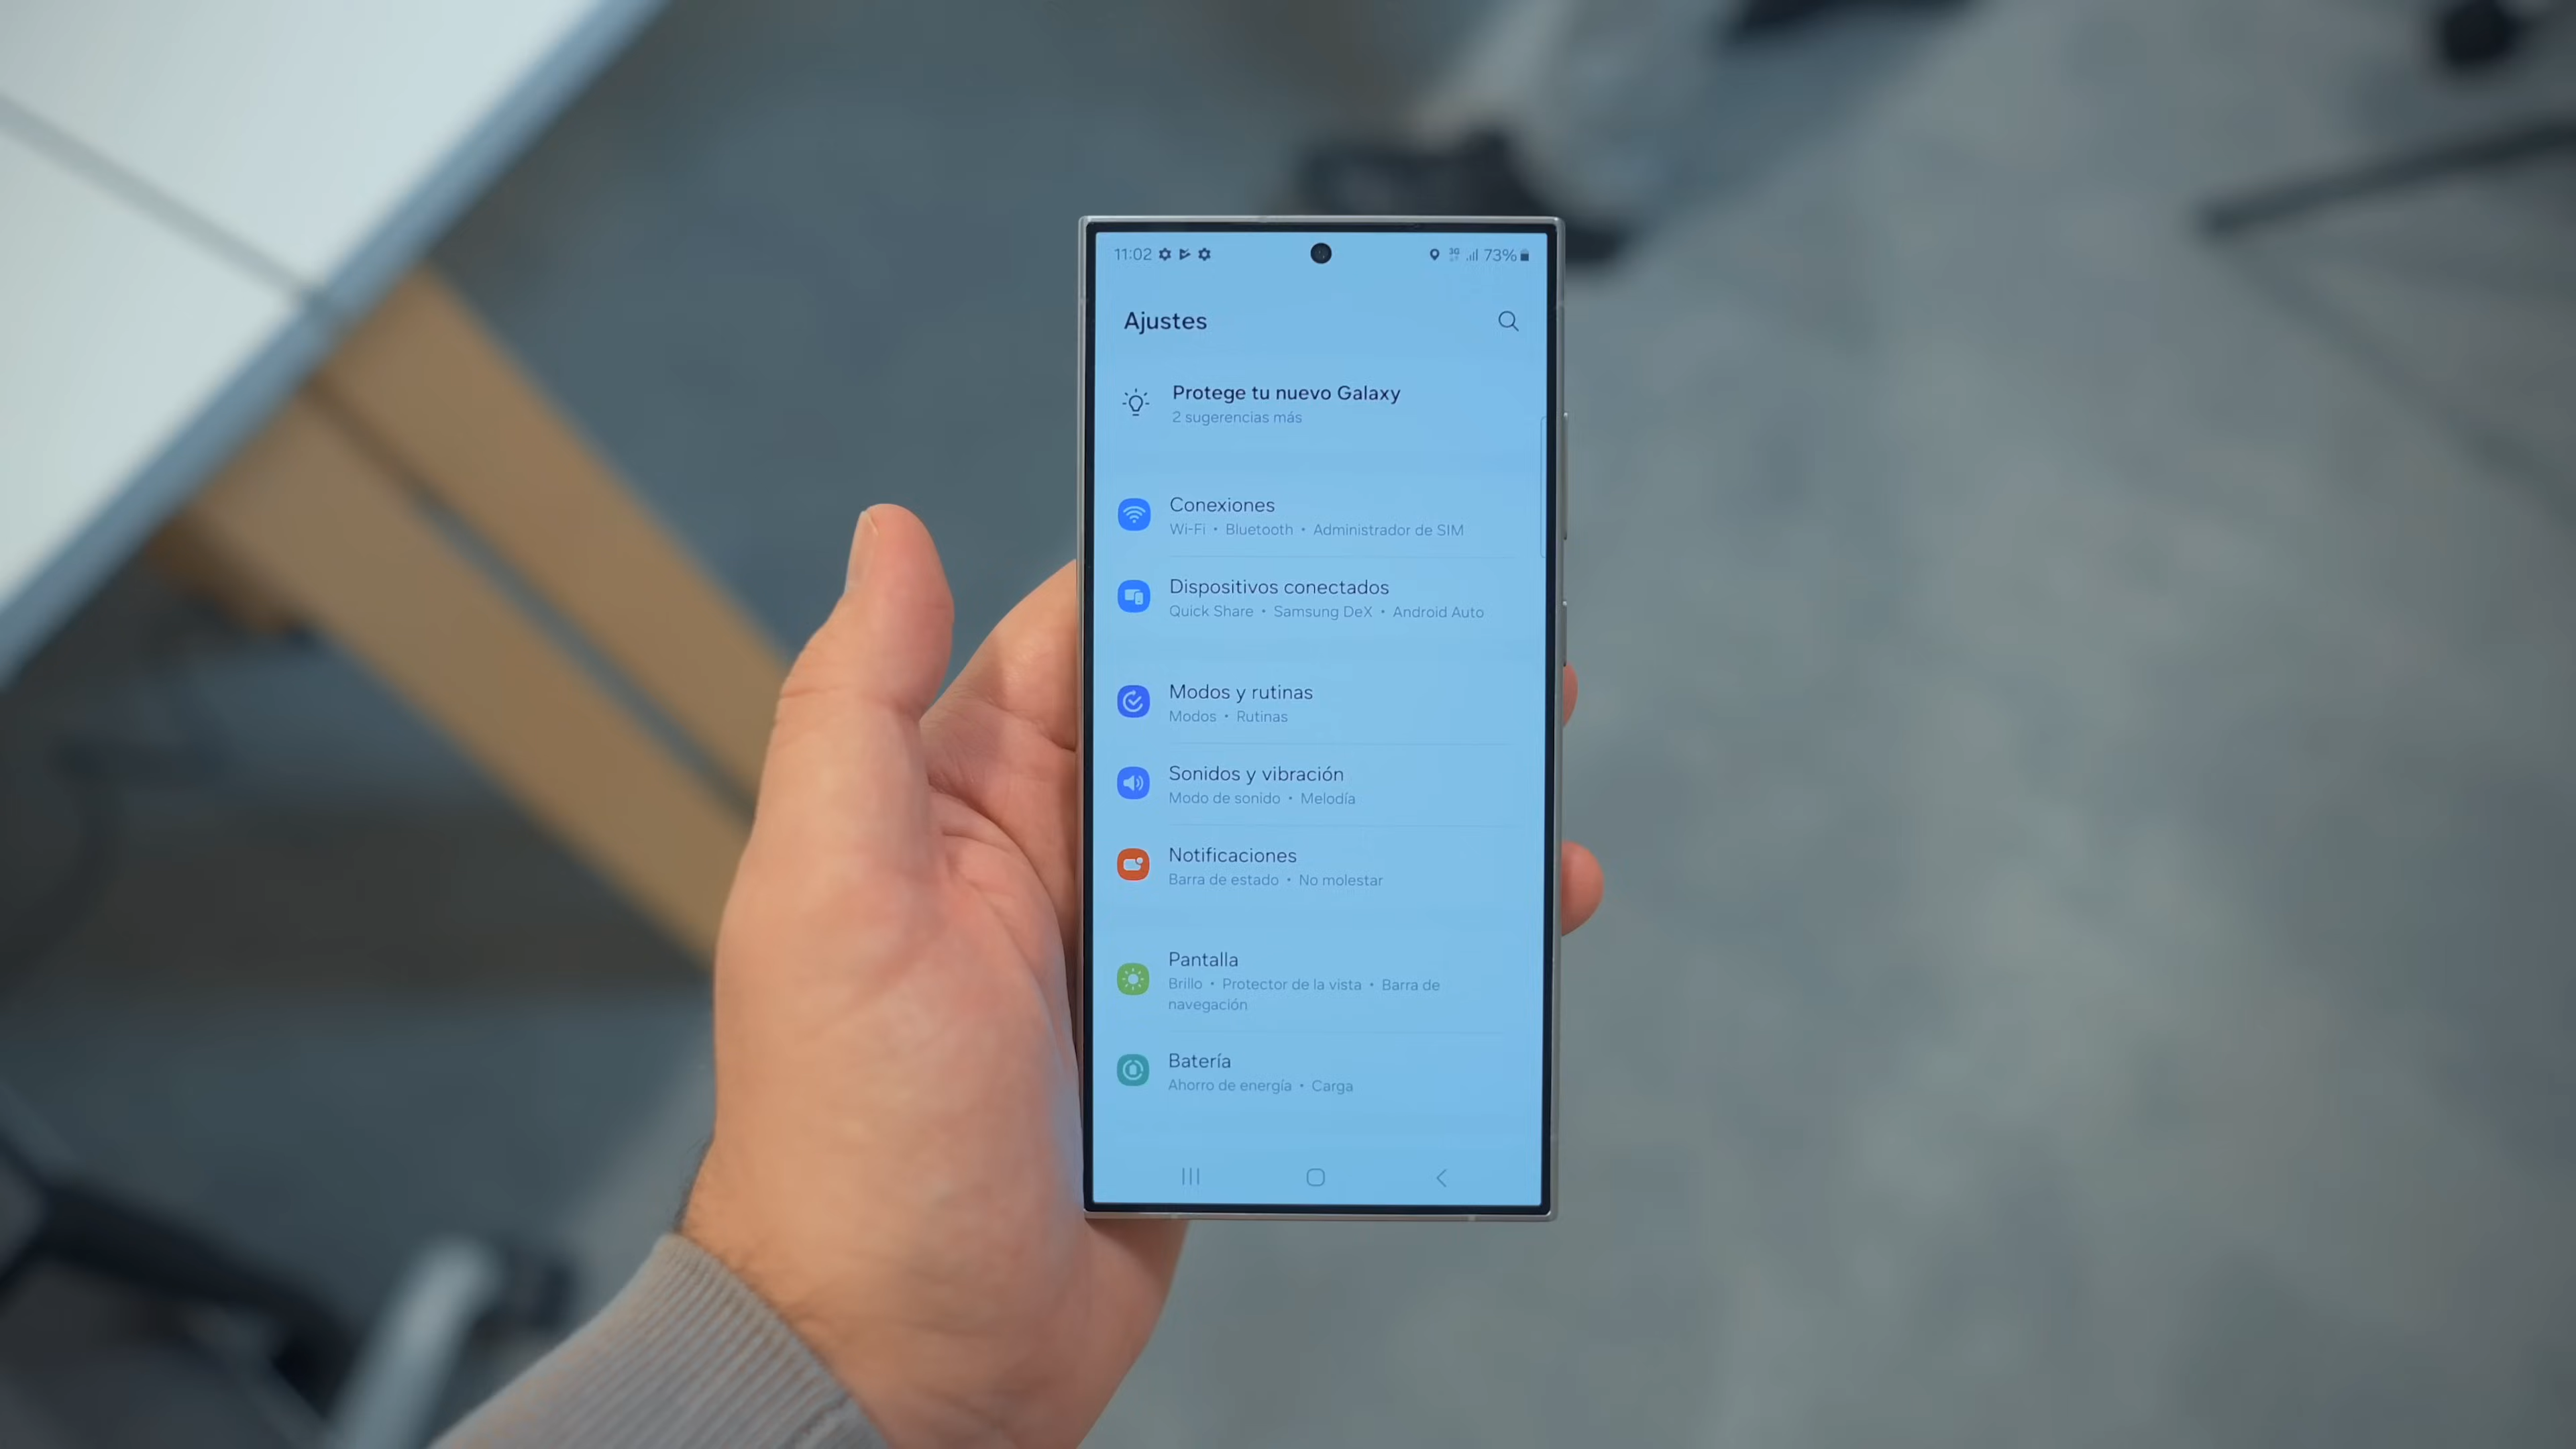 11:02 3G 73%
Ajustes
Protege tu nuevo Galaxy
2 sugerencias más
Conexiones
Wi-Fi • Bluetooth • Administrador de SIM
Dispositivos conectados
Quick Share • Samsung DeX • Android Auto
Modos y rutinas
Modos • Rutinas
Sonidos y vibración
Modo de sonido • Melodía
Notificaciones
Barra de estado • No molestar
Pantalla
Brillo • Protector de la vista • Barra de
navegación
Batería
Ahorro de energía • Carga